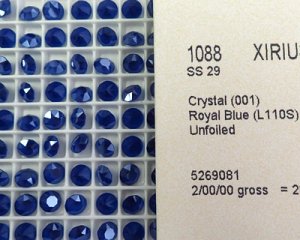 1088 XIRIUS
SS 29
Crystal (001)
Royal Blue (L110S)
Unfoiled
5269081
2/00/00 gross = 2